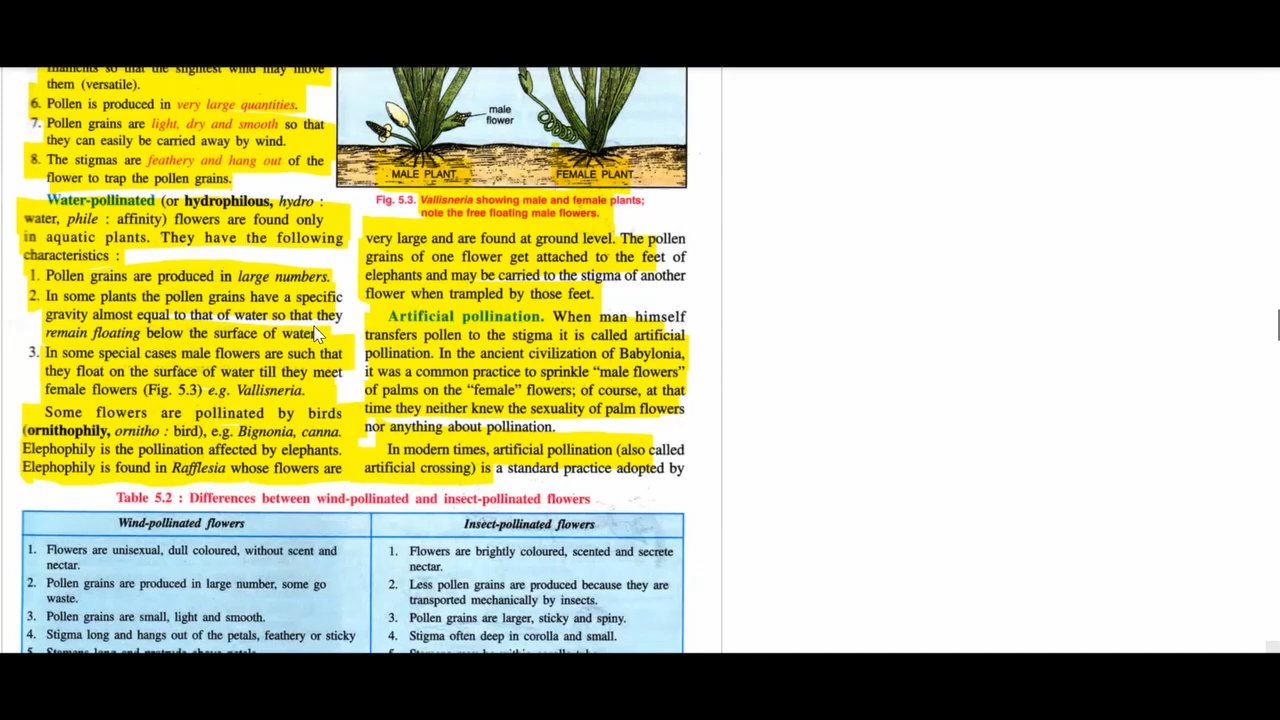 filaments so that the slightest wind may move
them (versatile).
6. Pollen is produced in very large quantities.
7. Pollen grains are light, dry and smooth so that
they can easily be carried away by wind.
8. The stigmas are feathery and hang out of the
flower to trap the pollen grains.
Water-pollinated (or hydrophilous, hydro :
water, phile : affinity) flowers are found only
in aquatic plants. They have the following
characteristics :
1. Pollen grains are produced in large numbers.
2. In some plants the pollen grains have a specific
gravity almost equal to that of water so that they
remain floating below the surface of water
3. In some special cases male flowers are such that
they float on the surface of water till they meet
female flowers (Fig. 5.3) e.g. Vallisneria.
Some flowers are pollinated by birds
(ornithophily, ornitho : bird), e.g. Bignonia, canna.
Elephophily is the pollination affected by elephants.
Elephophily is found in Rafflesia whose flowers are
male
flower
MALE PLANT
FEMALE PLANT
Fig. 5.3. Vallisneria showing male and female plants;
note the free floating male flowers.
very large and are found at ground level. The pollen
grains of one flower get attached to the feet of
elephants and may be carried to the stigma of another
flower when trampled by those feet.
Artificial pollination. When man himself
transfers pollen to the stigma it is called artificial
pollination. In the ancient civilization of Babylonia,
it was a common practice to sprinkle “male flowers”
of palms on the “female” flowers; of course, at that
time they neither knew the sexuality of palm flowers
nor anything about pollination.
In modern times, artificial pollination (also called
artificial crossing) is a standard practice adopted by
Table 5.2 : Differences between wind-pollinated and insect-pollinated flowers
Wind-pollinated flowers
1. Flowers are unisexual, dull coloured, without scent and
nectar.
2. Pollen grains are produced in large number, some go
waste.
3. Pollen grains are small, light and smooth.
4. Stigma long and hangs out of the petals, feathery or sticky
5. Stamens long and protrude above petals.
Insect-pollinated flowers
1. Flowers are brightly coloured, scented and secrete
nectar.
2. Less pollen grains are produced because they are
transported mechanically by insects.
3. Pollen grains are larger, sticky and spiny.
4. Stigma often deep in corolla and small.